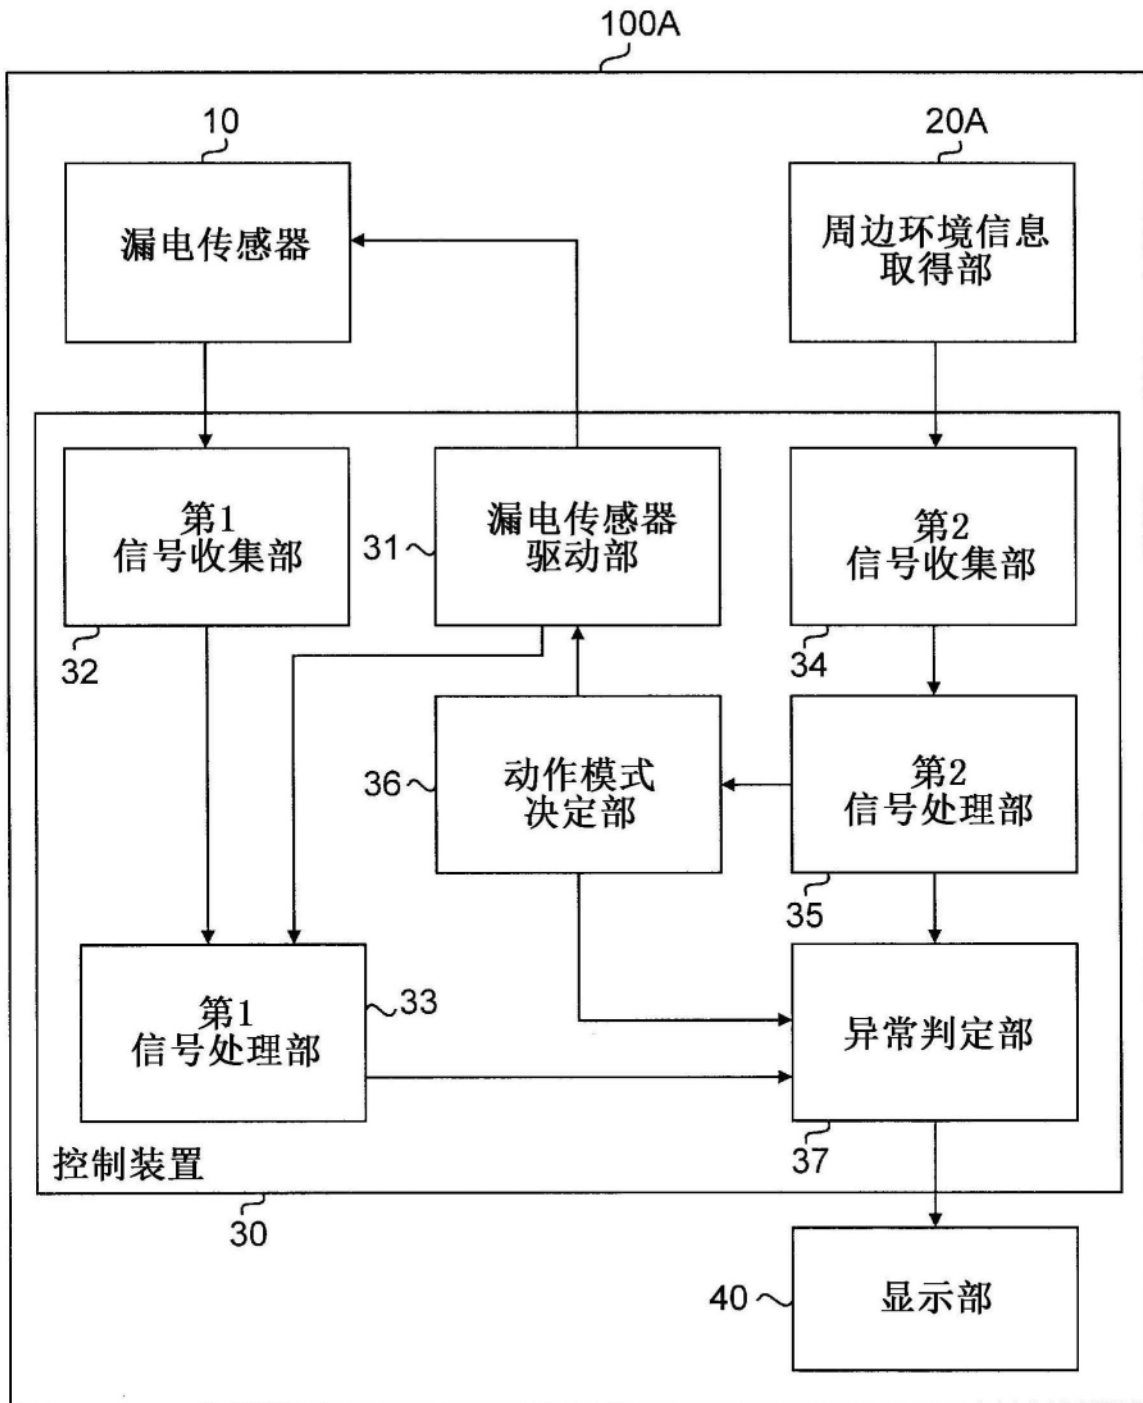 100A
10
20A
漏电传感器
周边环境信息
取得部
第1
信号收集部
32
31
漏电传感器
驱动部
第2
信号收集部
34
36
动作模式
决定部
第2
信号处理部
35
第1
信号处理部
33
异常判定部
37
控制装置
30
40
显示部